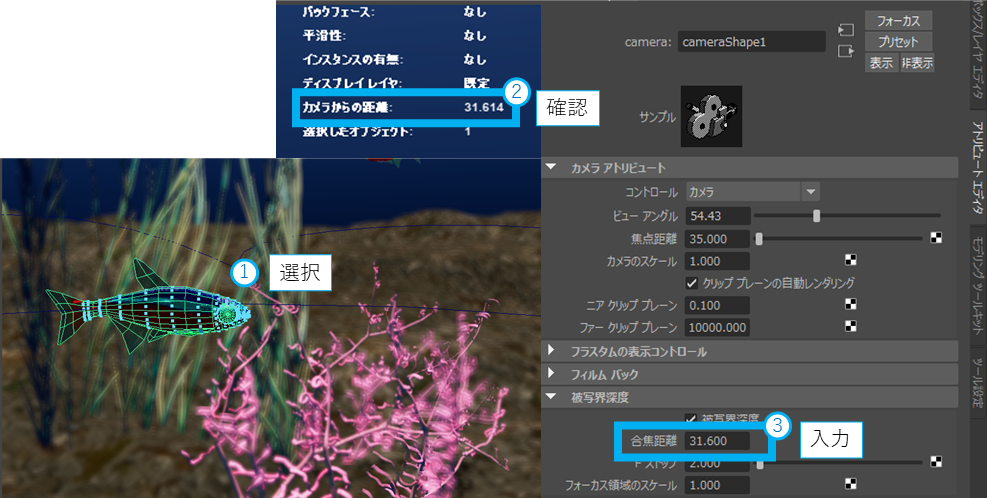 バックフェース: なし
平滑性: なし
インスタンスの有無: なし
ディスプレイ レイヤ: 既定
カメラからの距離: 31.614
選択したオブジェクト: 1
② 確認
① 選択
camera: cameraShape1
フォーカス
プリセット
表示 非表示
サンプル
カメラ アトリビュート
コントロール カメラ
ビュー アングル 54.43
焦点距離 35.000
カメラのスケール 1.000
クリップ プレーンの自動レンダリング
ニア クリップ プレーン 0.100
ファー クリップ プレーン 10000.000
フラスタムの表示コントロール
フィルム バック
被写界深度
被写界深度
合焦距離 31.600
③ 入力
F ストップ 2.000
フォーカス領域のスケール 1.000
ボックス/レイヤ エディタ
アトリビュート エディタ
モデリング ツールキット
ツール設定